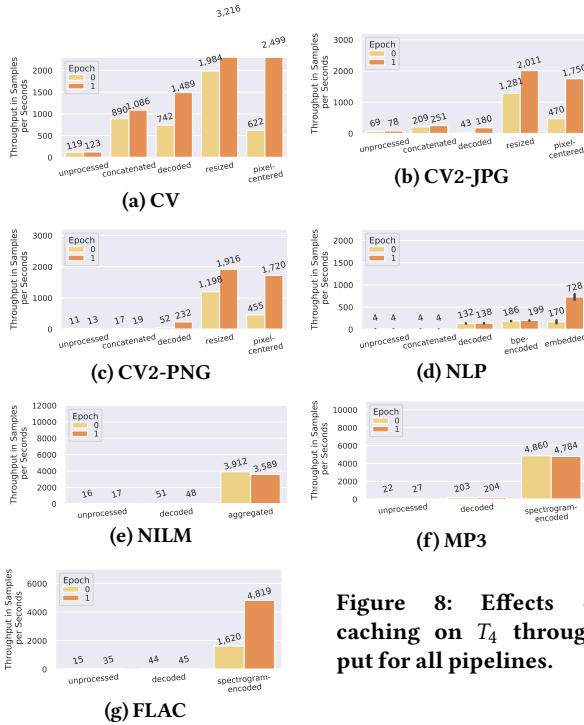 3,216
Throughput in Samples
per Seconds
2000
1500
1000
500
0
Epoch
0
1
119 123
890 1,086
742 1,489
1,984
622 2,499
unprocessed concatenated decoded resized pixel-
centered
(a) CV
Throughput in Samples
per Seconds
3000
2000
1000
0
Epoch
0
1
69 78
209 251
43 180
1,281 2,011
470 1,750
unprocessed concatenated decoded resized pixel-
centered
(b) CV2-JPG
Throughput in Samples
per Seconds
3000
2000
1000
0
Epoch
0
1
11 13
17 19
52 232
1,198 1,916
455 1,720
unprocessed concatenated decoded resized pixel-
centered
(c) CV2-PNG
Throughput in Samples
per Seconds
2000
1500
1000
500
0
Epoch
0
1
4 4
4 4
132 138
186 199
170 728
unprocessed concatenated decoded bpe-
encoded embedded
(d) NLP
Throughput in Samples
per Seconds
12000
10000
8000
6000
4000
2000
0
Epoch
0
1
16 17
51 48
3,912 3,589
unprocessed decoded aggregated
(e) NILM
Throughput in Samples
per Seconds
10000
8000
6000
4000
2000
0
Epoch
0
1
22 27
203 204
4,860 4,784
unprocessed decoded spectrogram-
encoded
(f) MP3
Throughput in Samples
per Seconds
6000
4000
2000
0
Epoch
0
1
15 35
44 45
1,620 4,819
unprocessed decoded spectrogram-
encoded
(g) FLAC
Figure 8: Effects
caching on T4 throug
put for all pipelines.